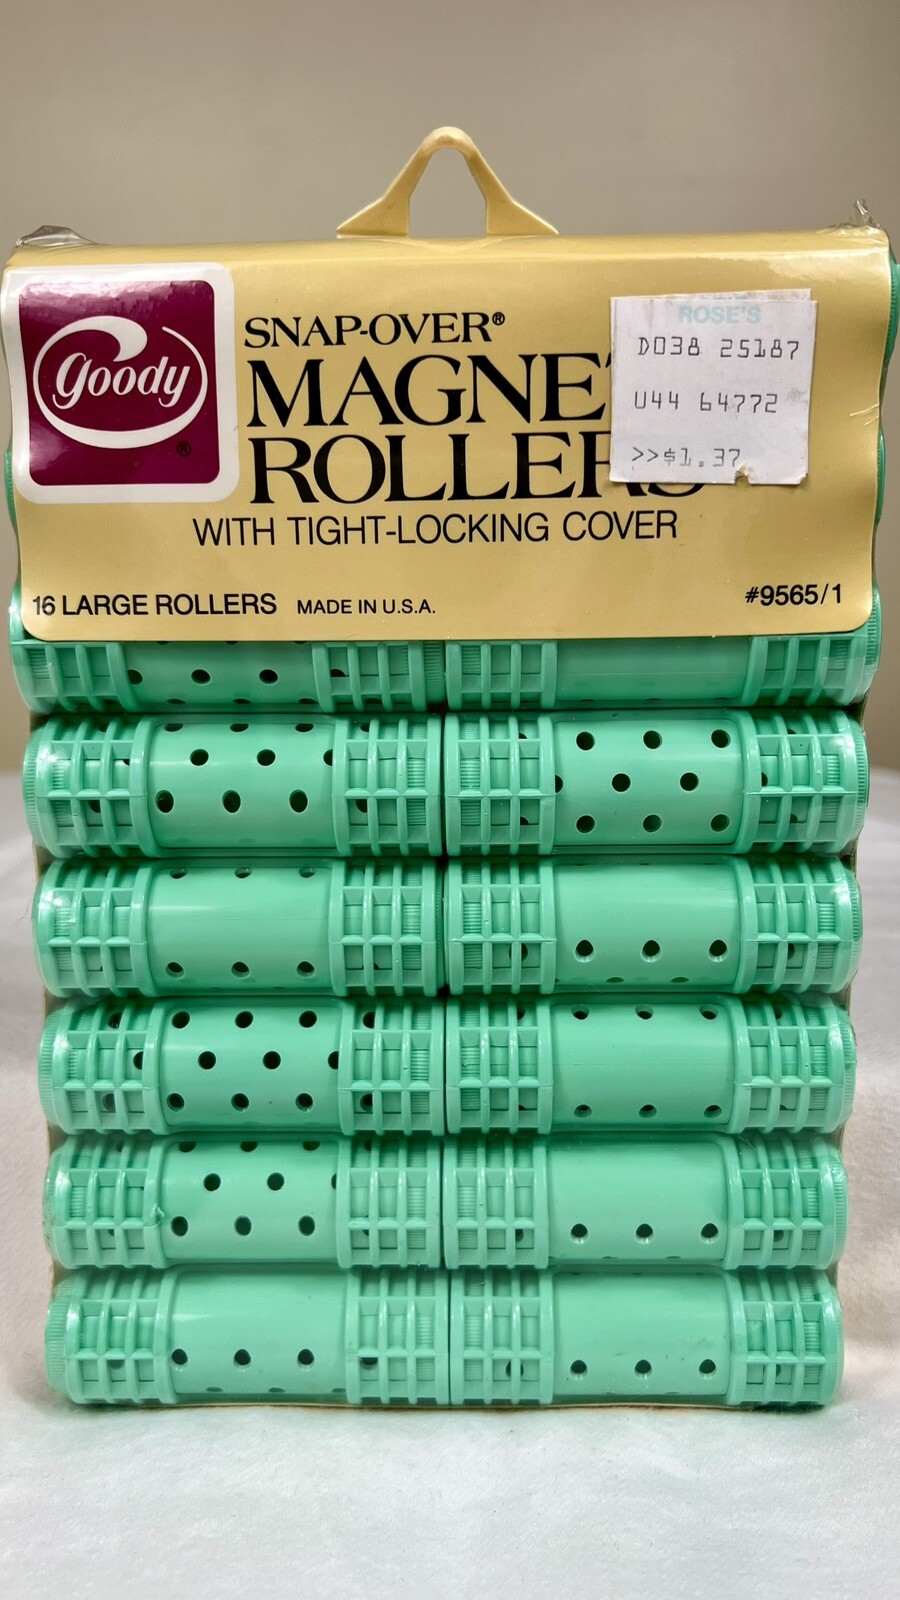 goody
®
SNAP-OVER®
MAGNE
ROLLERS
WITH TIGHT-LOCKING COVER
16 LARGE ROLLERS MADE IN U.S.A.
#9565/1
ROSE'S
D038 25187
U44 64772
>>$1.37